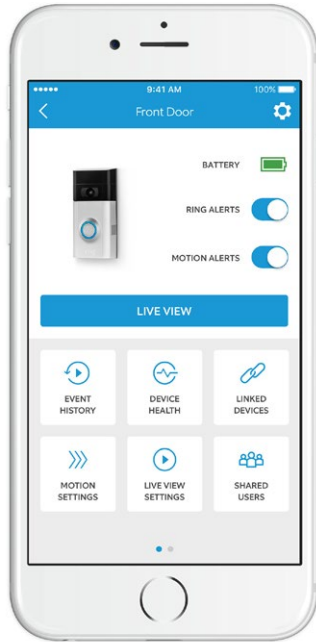 9:41 AM
100%
Front Door
BATTERY
RING ALERTS
MOTION ALERTS
LIVE VIEW
EVENT
HISTORY
DEVICE
HEALTH
LINKED
DEVICES
MOTION
SETTINGS
LIVE VIEW
SETTINGS
SHARED
USERS